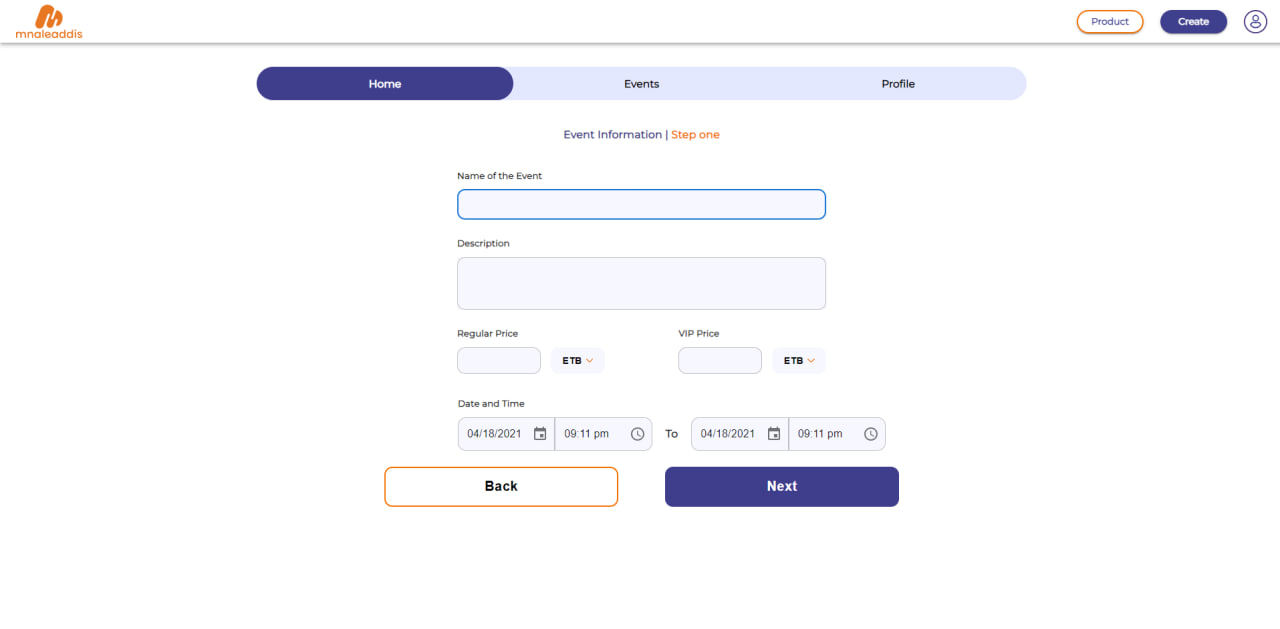 mnaleaddis
Product Create
Home Events Profile
Event Information | Step one
Name of the Event
Description
Regular Price VIP Price
ETB ETB
Date and Time
04/18/2021 09:11 pm To 04/18/2021 09:11 pm
Back Next